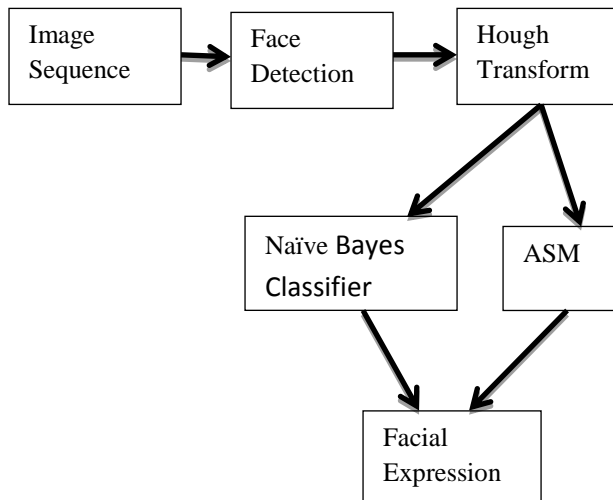 Image
Sequence
Face
Detection
Hough
Transform
Naïve Bayes
Classifier
ASM
Facial
Expression